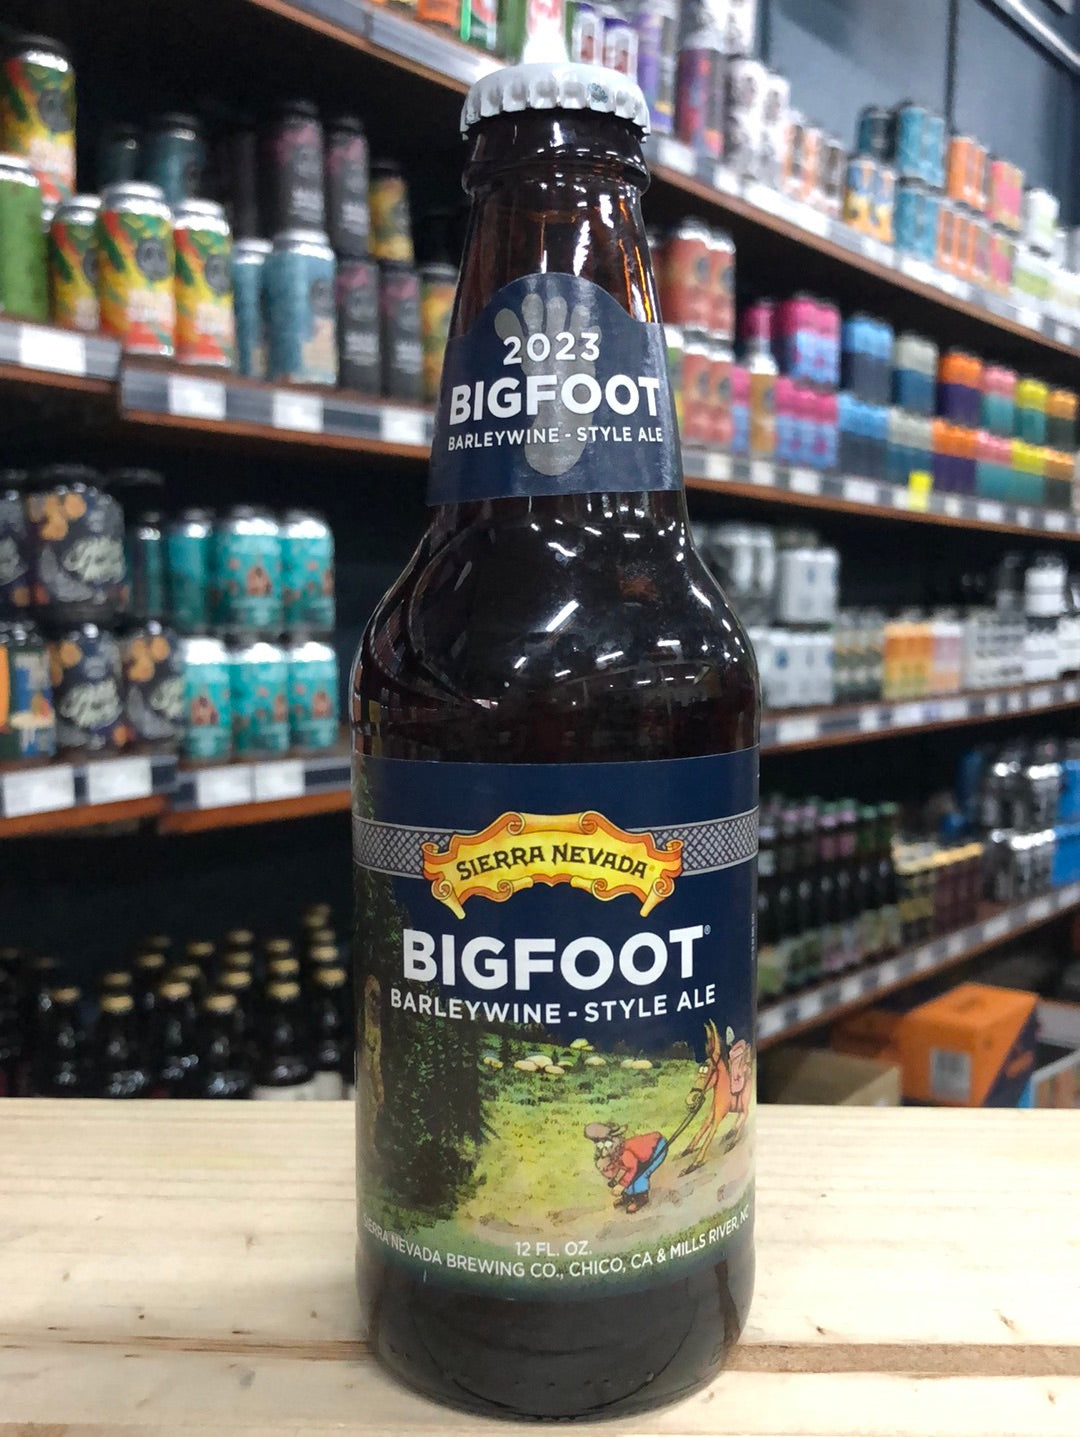 2023
BIGFOOT
BARLEYWINE - STYLE ALE
SIERRA NEVADA®
BIGFOOT®
BARLEYWINE - STYLE ALE
12 FL. OZ.
SIERRA NEVADA BREWING CO., CHICO, CA & MILLS RIVER, NC